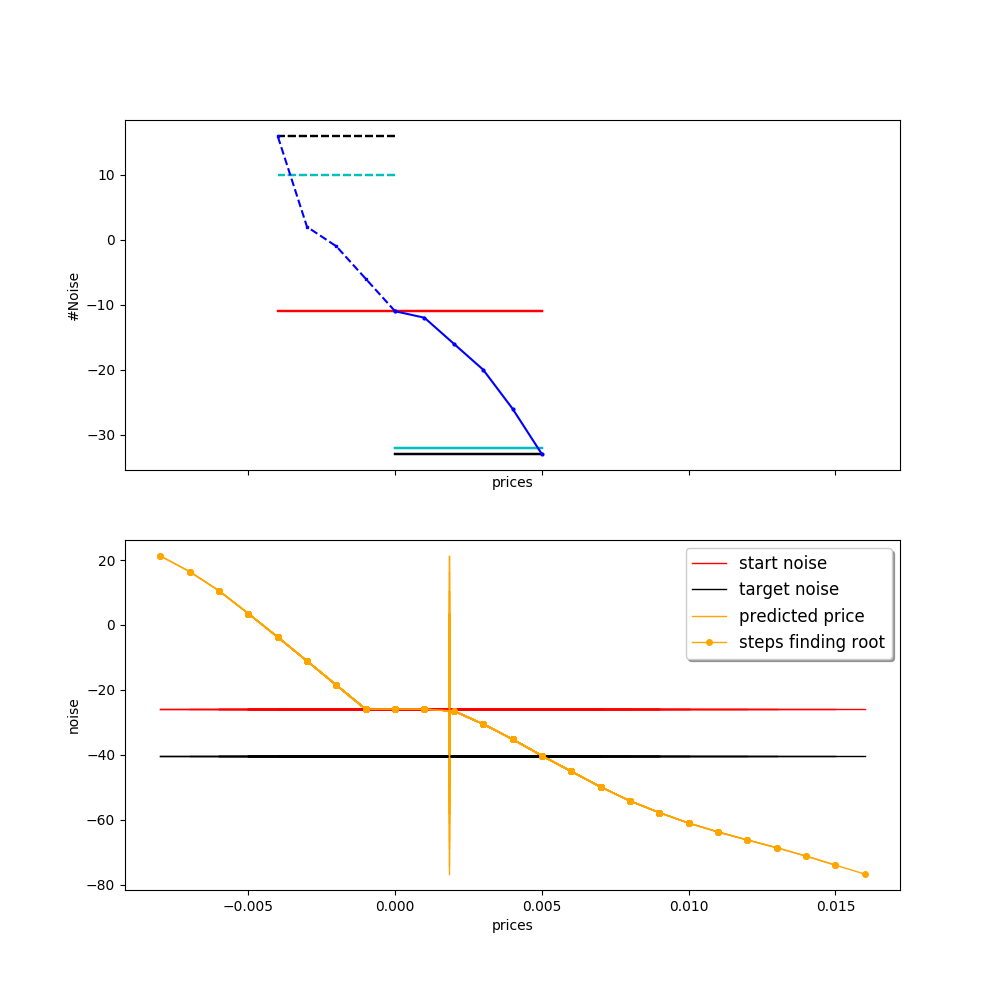 #Noise
10
0
−10
−20
−30
prices
noise
20
0
−20
−40
−60
−80
start noise
target noise
predicted price
steps finding root
−0.005 0.000 0.005 0.010 0.015
prices